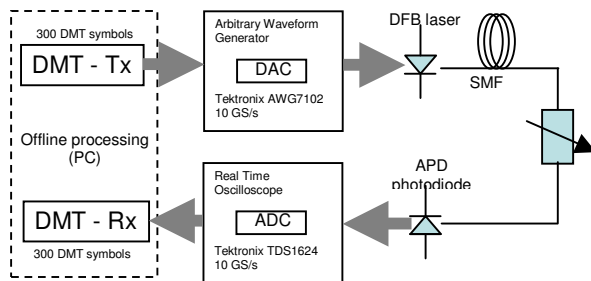 300 DMT symbols
DMT - Tx
Offline processing
(PC)
DMT - Rx
300 DMT symbols
Arbitrary Waveform
Generator
DAC
Tektronix AWG7102
10 GS/s
Real Time
Oscilloscope
ADC
Tektronix TDS1624
10 GS/s
DFB laser
SMF
APD
photodiode